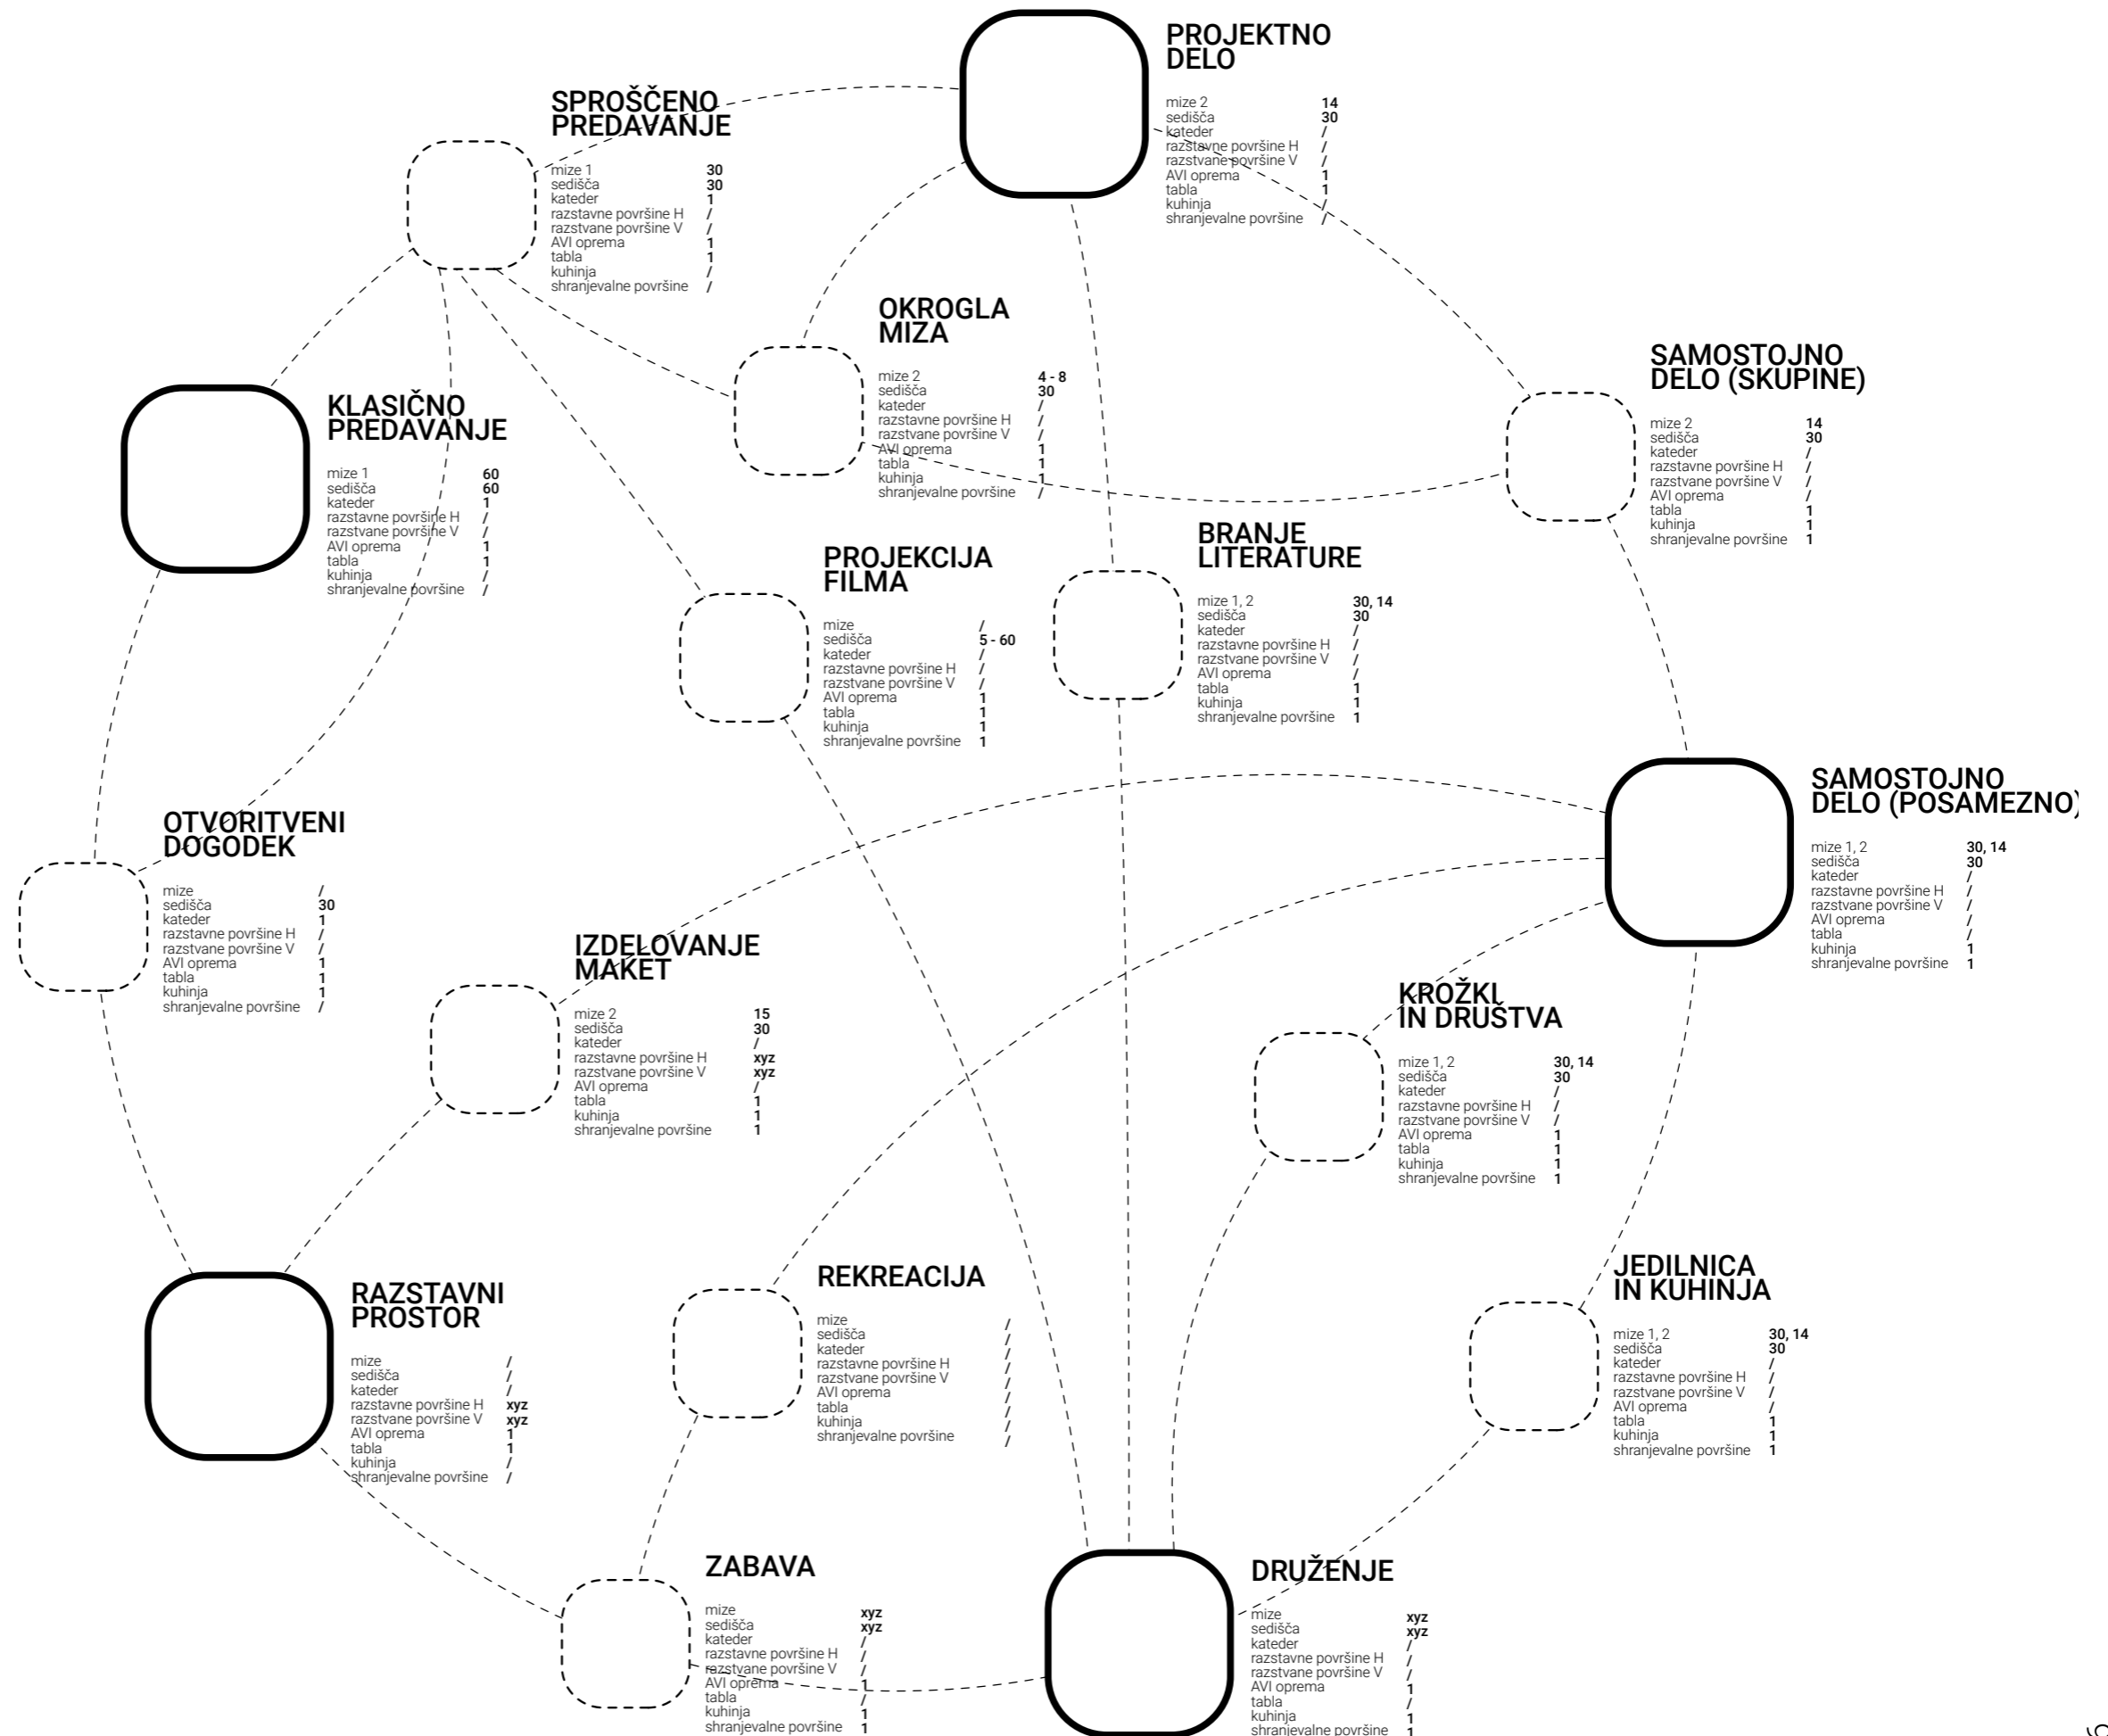 PROJEKTNO
DELO
mize 2 14
sedišča 30
kateder /
razstavne površine H /
razstvane površine V /
AVI oprema 1
tabla 1
kuhinja /
shranjevalne površine /
SPROŠČENO
PREDAVANJE
mize 1 30
sedišča 30
kateder 1
razstavne površine H /
razstvane površine V /
AVI oprema 1
tabla 1
kuhinja /
shranjevalne površine /
OKROGLA
MIZA
mize 2 4 - 8
sedišča 30
kateder /
razstavne površine H /
razstvane površine V /
AVI oprema 1
tabla 1
kuhinja 1
shranjevalne površine /
SAMOSTOJNO
DELO (SKUPINE)
mize 2 14
sedišča 30
kateder /
razstavne površine H /
razstvane površine V /
AVI oprema /
tabla 1
kuhinja 1
shranjevalne površine 1
KLASIČNO
PREDAVANJE
mize 1 60
sedišča 60
kateder 1
razstavne površine H /
razstvane površine V /
AVI oprema 1
tabla 1
kuhinja /
shranjevalne površine /
PROJEKCIJA
FILMA
mize /
sedišča 5 - 60
kateder /
razstavne površine H /
razstvane površine V /
AVI oprema 1
tabla 1
kuhinja 1
shranjevalne površine 1
BRANJE
LITERATURE
mize 1, 2 30, 14
sedišča 30
kateder /
razstavne površine H /
razstvane površine V /
AVI oprema /
tabla 1
kuhinja 1
shranjevalne površine 1
SAMOSTOJNO
DELO (POSAMEZNO)
mize 1, 2 30, 14
sedišča 30
kateder /
razstavne površine H /
razstvane površine V /
AVI oprema /
tabla /
kuhinja 1
shranjevalne površine 1
OTVORITVENI
DOGODEK
mize /
sedišča 30
kateder 1
razstavne površine H /
razstvane površine V /
AVI oprema 1
tabla 1
kuhinja 1
shranjevalne površine /
IZDELOVANJE
MAKET
mize 2 15
sedišča 30
kateder /
razstavne površine H xyz
razstvane površine V xyz
AVI oprema /
tabla 1
kuhinja 1
shranjevalne površine 1
KROŽKI
IN DRUŠTVA
mize 1, 2 30, 14
sedišča 30
kateder /
razstavne površine H /
razstvane površine V /
AVI oprema 1
tabla 1
kuhinja 1
shranjevalne površine 1
RAZSTAVNI
PROSTOR
mize /
sedišča /
kateder /
razstavne površine H xyz
razstvane površine V xyz
AVI oprema 1
tabla 1
kuhinja /
shranjevalne površine /
REKREACIJA
mize /
sedišča /
kateder /
razstavne površine H /
razstvane površine V /
AVI oprema /
tabla /
kuhinja /
shranjevalne površine /
JEDILNICA
IN KUHINJA
mize 1, 2 30, 14
sedišča 30
kateder /
razstavne površine H /
razstvane površine V /
AVI oprema /
tabla 1
kuhinja 1
shranjevalne površine 1
ZABAVA
mize xyz
sedišča xyz
kateder /
razstavne površine H /
razstvane površine V /
AVI oprema 1
tabla /
kuhinja 1
shranjevalne površine 1
DRUŽENJE
mize xyz
sedišča xyz
kateder /
razstavne površine H /
razstvane površine V /
AVI oprema 1
tabla /
kuhinja 1
shranjevalne površine 1